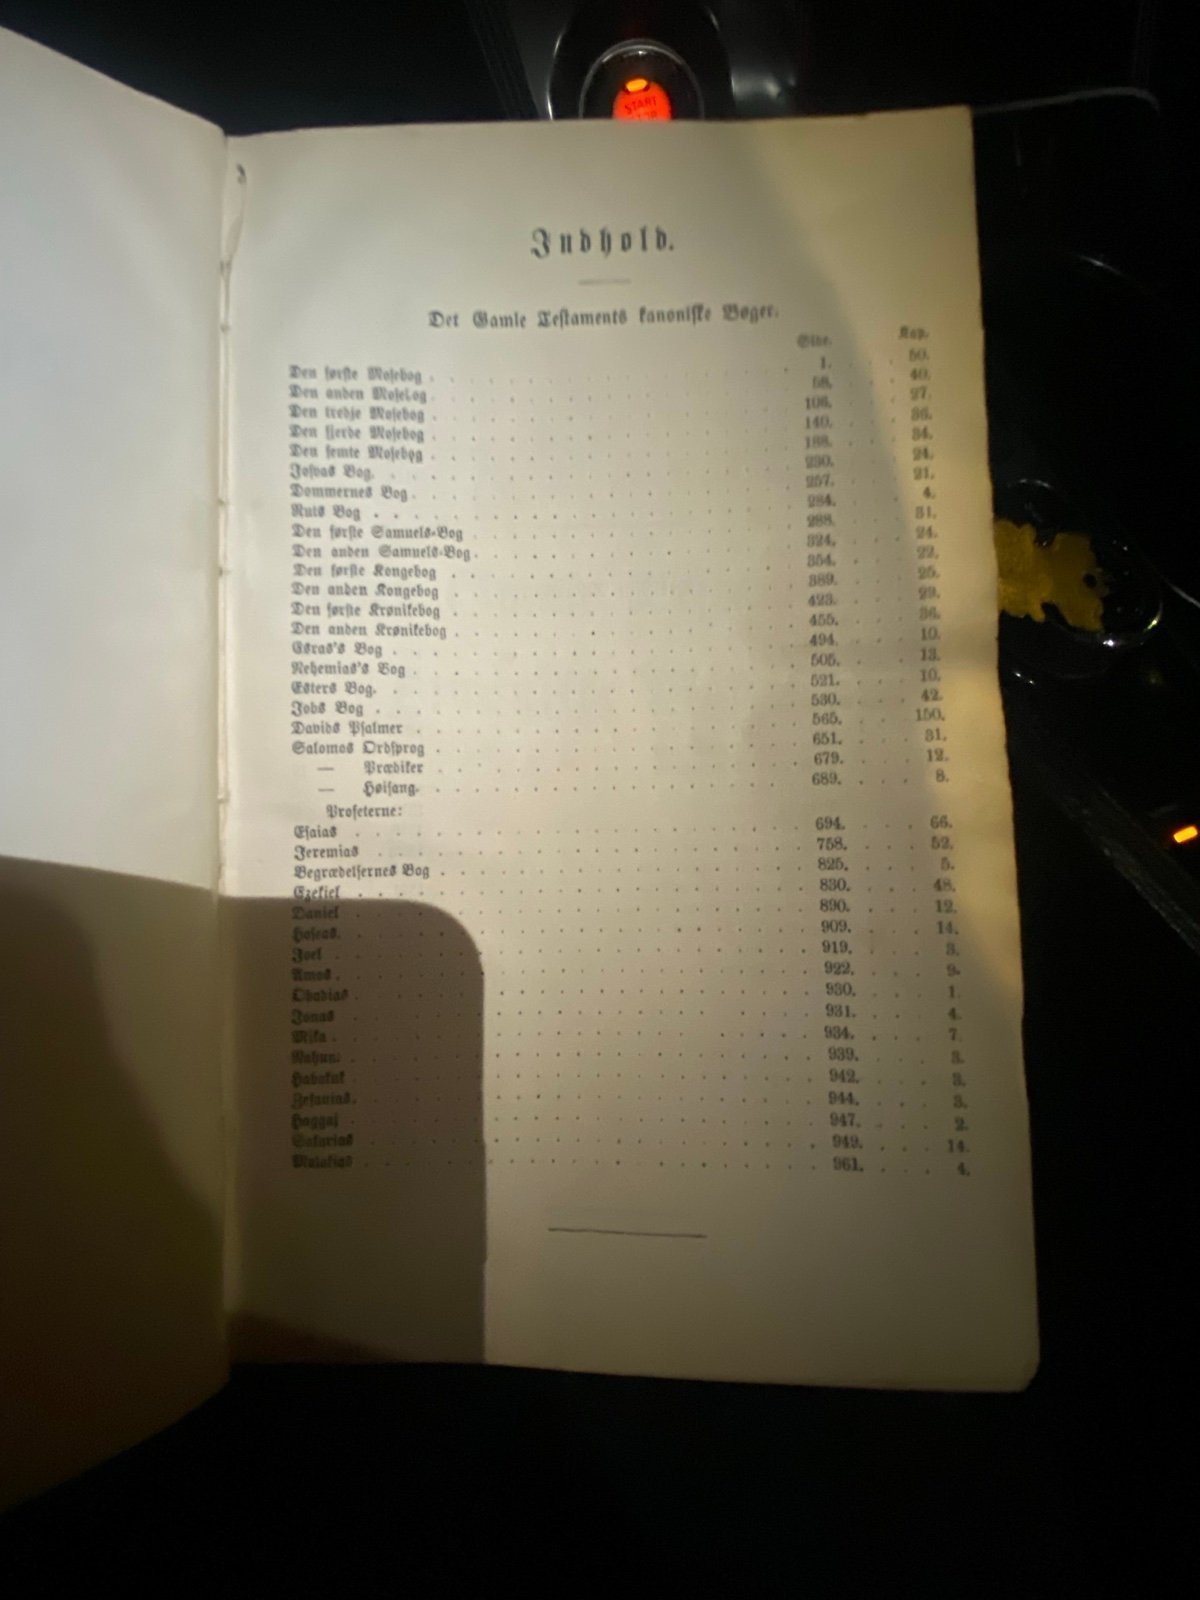 START
STOP
Indhold.
Det Gamle Testaments kanoniske Bøger.
Side. Kap.
Den første Mosebog . . . 1. . . 50.
Den anden Mosebog . . . 58. . . 40.
Den tredje Mosebog . . . 106. . . 27.
Den fjerde Mosebog . . . 140. . . 36.
Den femte Mosebog . . . 188. . . 34.
Josvas Bog. . . . 230. . . 24.
Dommernes Bog . . . 257. . . 21.
Ruts Bog . . . 284. . . 4.
Den første Samuels-Bog . . . 288. . . 31.
Den anden Samuels-Bog . . . 324. . . 24.
Den første Kongebog . . . 354. . . 22.
Den anden Kongebog . . . 389. . . 25.
Den første Krønikebog . . . 423. . . 29.
Den anden Krønikebog . . . 455. . . 36.
Esras's Bog . . . 494. . . 10.
Nehemias's Bog . . . 505. . . 13.
Esters Bog. . . . 521. . . 10.
Jobs Bog . . . 530. . . 42.
Davids Psalmer . . . 565. . . 150.
Salomos Ordsprog . . . 651. . . 31.
— Prædiker . . . 679. . . 12.
— Høisang. . . . 689. . . 8.
Profeterne:
Esaias . . . 694. . . 66.
Jeremias . . . 758. . . 52.
Begrædelsernes Bog . . . 825. . . 5.
Ezekiel . . . 830. . . 48.
Daniel . . . 890. . . 12.
Hoseas. . . . 909. . . 14.
Joel . . . 919. . . 3.
Amos . . . 922. . . 9.
Obadias . . . 930. . . 1.
Jonas . . . 931. . . 4.
Mika . . . 934. . . 7.
Nahum . . . 939. . . 3.
Habakuk . . . 942. . . 3.
Zefanias. . . . 944. . . 3.
Haggaj . . . 947. . . 2.
Sakarias . . . 949. . . 14.
Malakias . . . 961. . . 4.